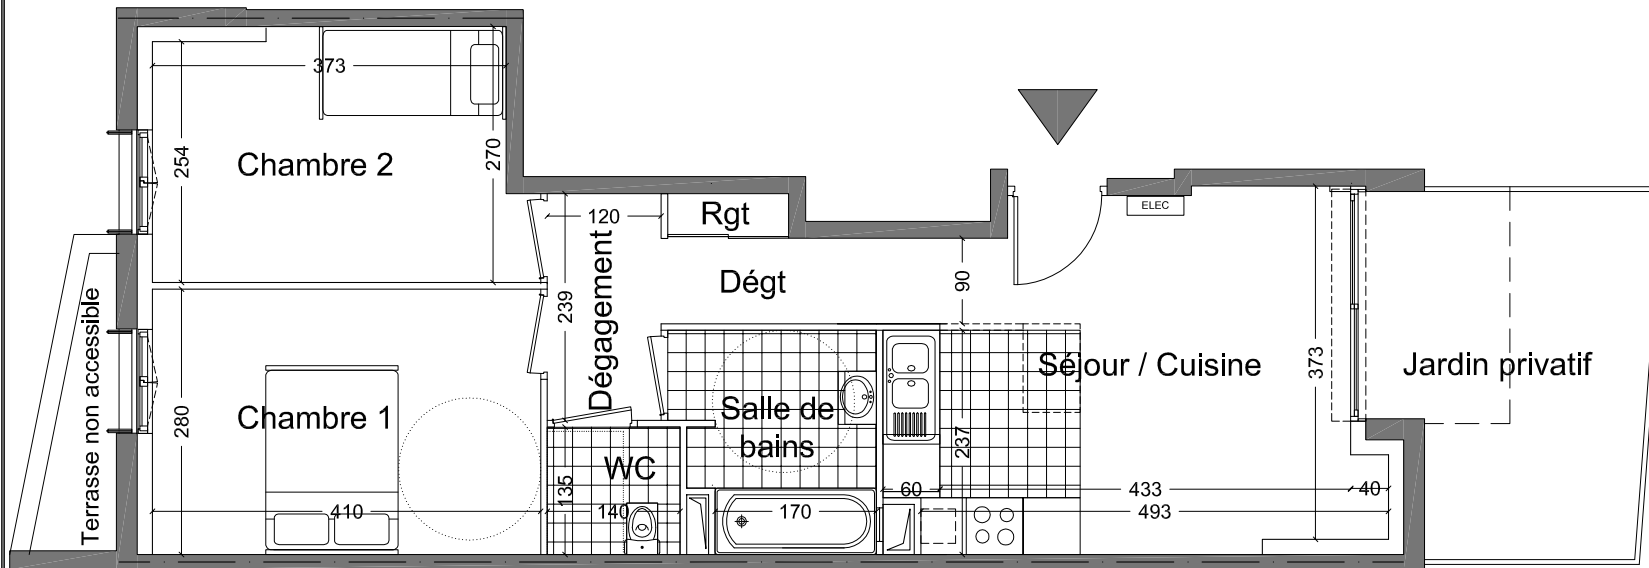 373
254
270
Chambre 2
120
Rgt
ELEC
Dégagement
239
Dégt
90
Terrasse non accessible
280
Chambre 1
410
WC
135
140
Salle de
bains
170
237
60
Séjour / Cuisine
373
433
40
493
Jardin privatif